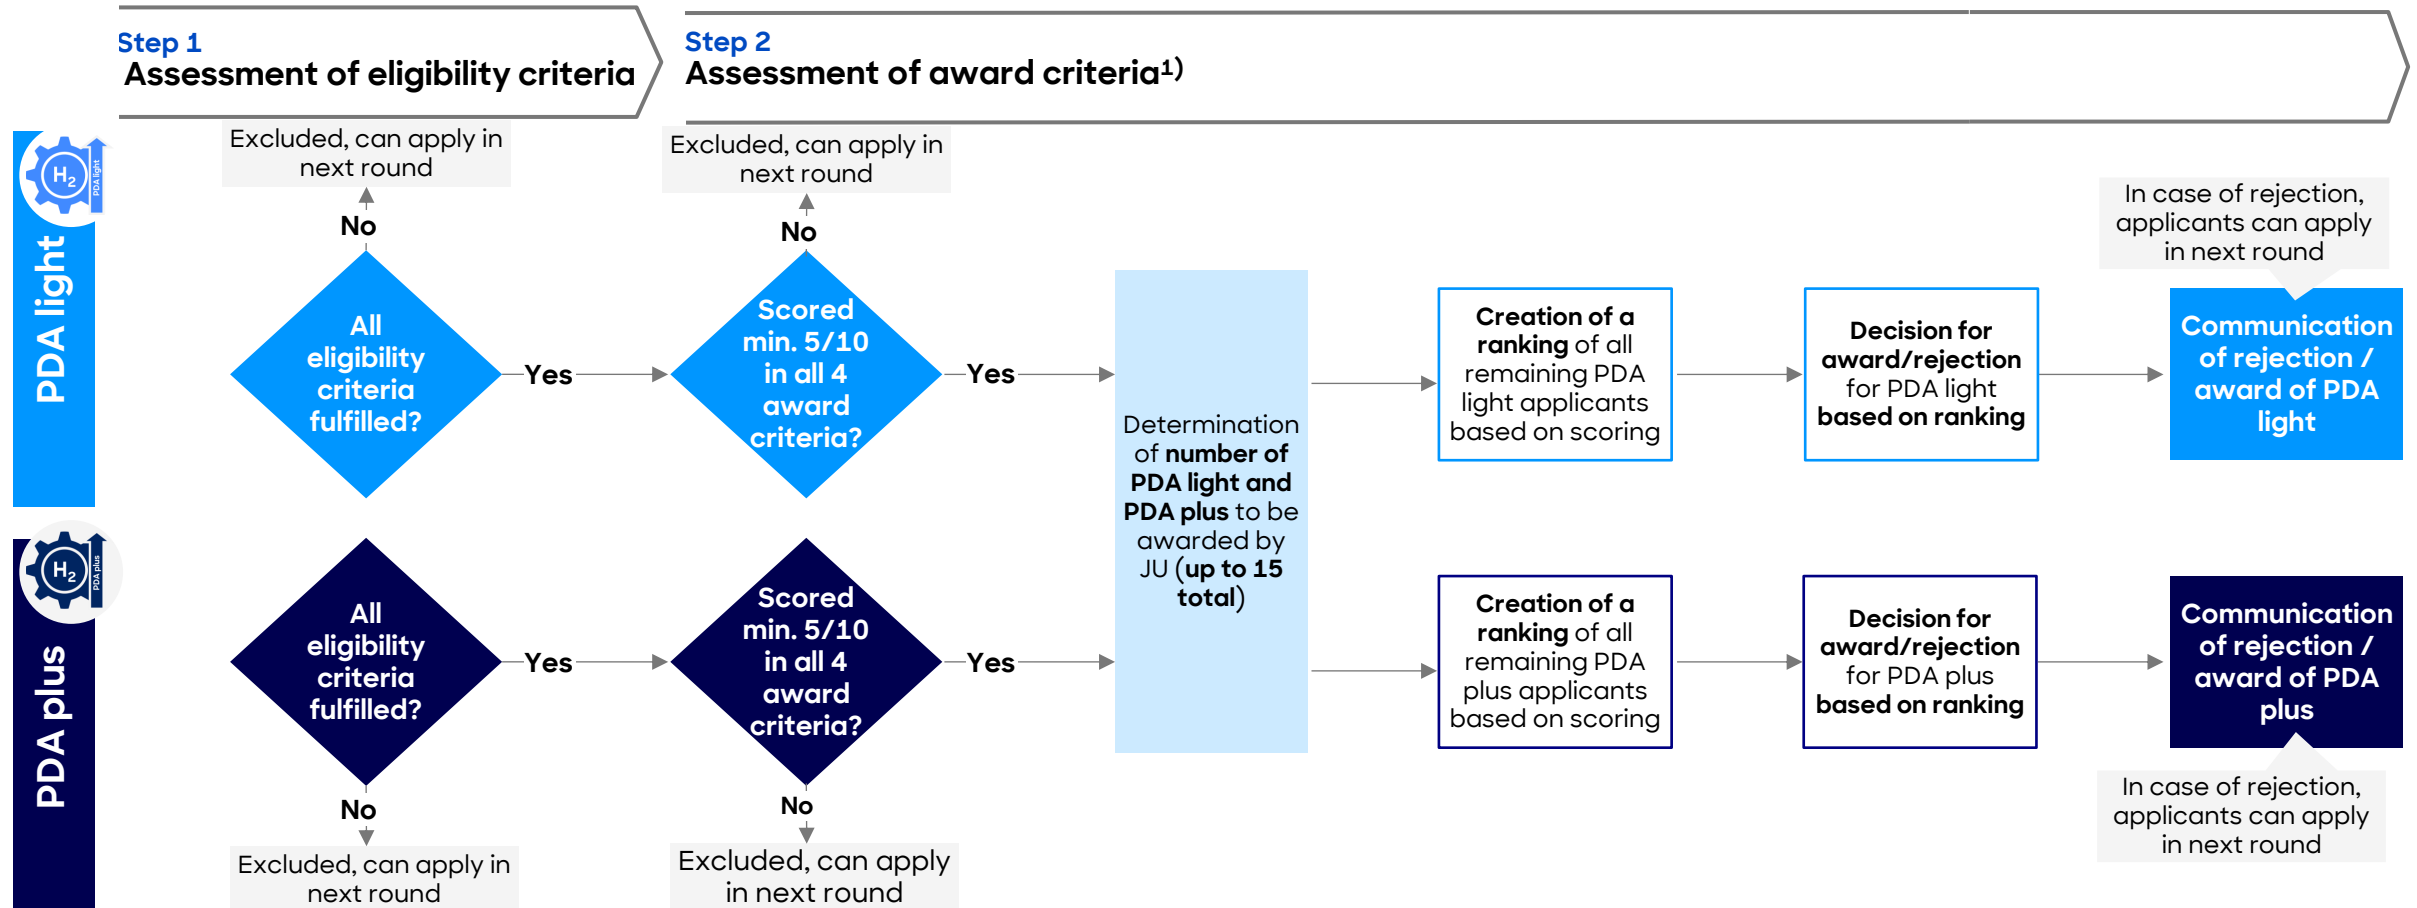 Step 1
Assessment of eligibility criteria
Step 2
Assessment of award criteria¹⁾
PDA light
H₂
PDA light
Excluded, can apply in
next round
No
All
eligibility
criteria
fulfilled?
Yes
Excluded, can apply in
next round
No
Scored
min. 5/10
in all 4
award
criteria?
Yes
Determination
of number of
PDA light and
PDA plus to be
awarded by
JU (up to 15
total)
Creation of a
ranking of all
remaining PDA
light applicants
based on scoring
Decision for
award/rejection
for PDA light
based on ranking
In case of rejection,
applicants can apply
in next round
Communication
of rejection /
award of PDA
light
PDA plus
H₂
PDA plus
All
eligibility
criteria
fulfilled?
Yes
No
Excluded, can apply in
next round
Scored
min. 5/10
in all 4
award
criteria?
Yes
No
Excluded, can apply
in next round
Creation of a
ranking of all
remaining PDA
plus applicants
based on scoring
Decision for
award/rejection
for PDA plus
based on ranking
Communication
of rejection /
award of PDA
plus
In case of rejection,
applicants can apply
in next round